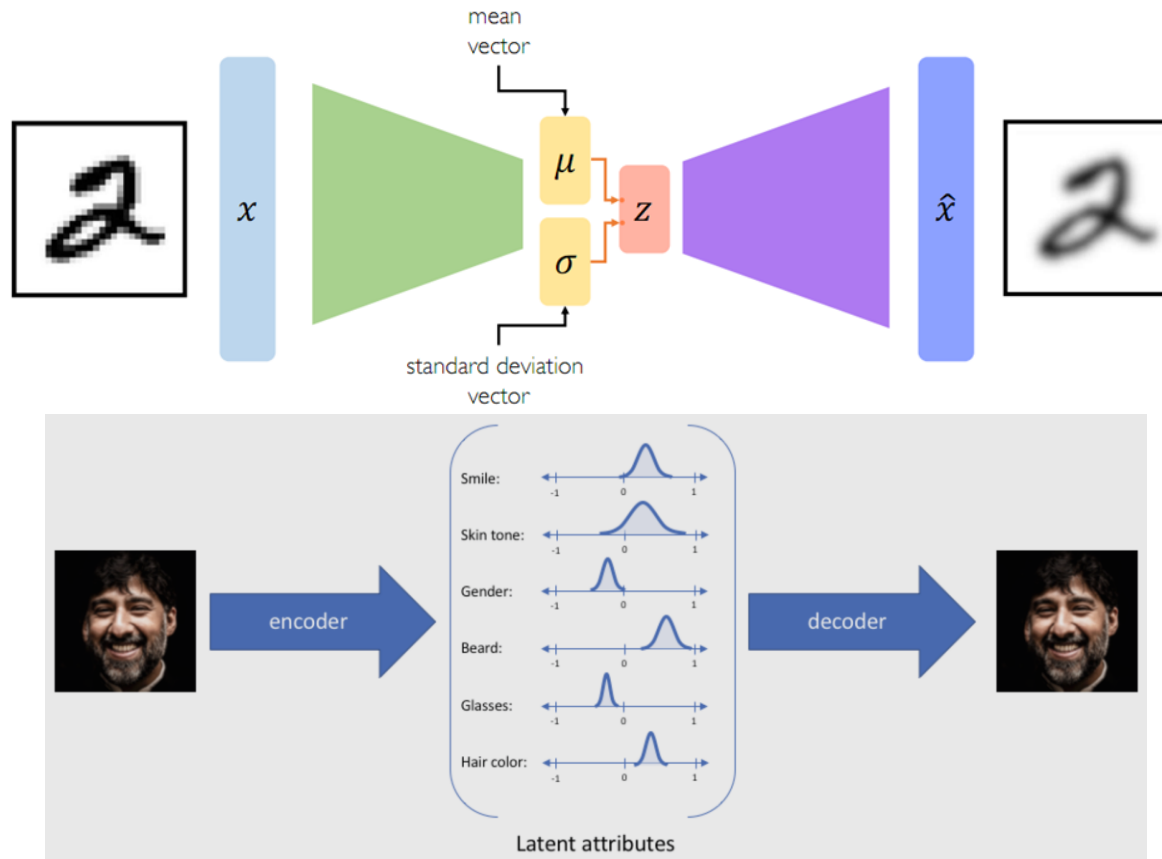 mean
vector
x
μ
σ
z
x̂
standard deviation
vector
Smile:
-1 0 1
Skin tone:
-1 0 1
Gender:
-1 0 1
encoder
decoder
Beard:
-1 0 1
Glasses:
-1 0 1
Hair color:
-1 0 1
Latent attributes